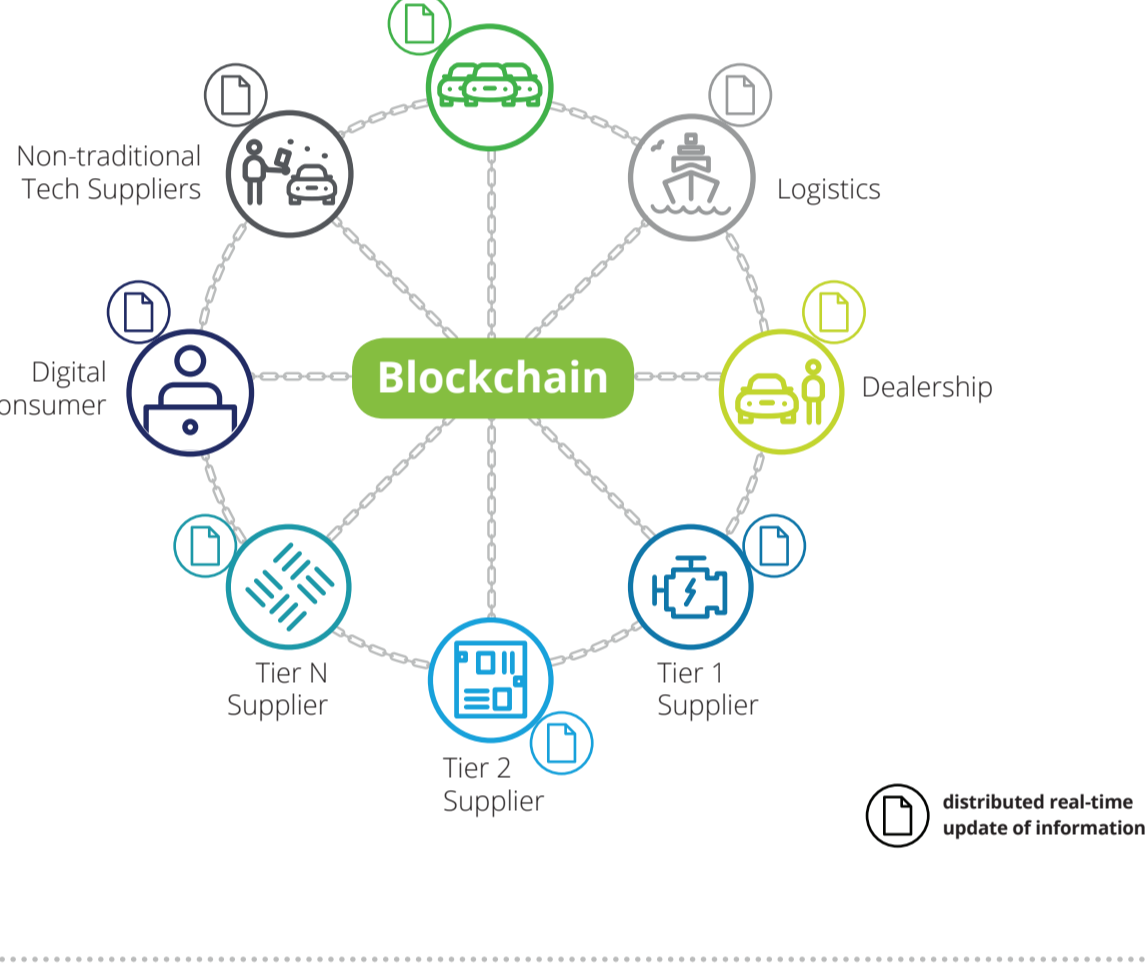 Non-traditional
Tech Suppliers
Logistics
Digital
onsumer
Blockchain
Dealership
Tier N
Supplier
Tier 1
Supplier
Tier 2
Supplier
distributed real-time
update of information